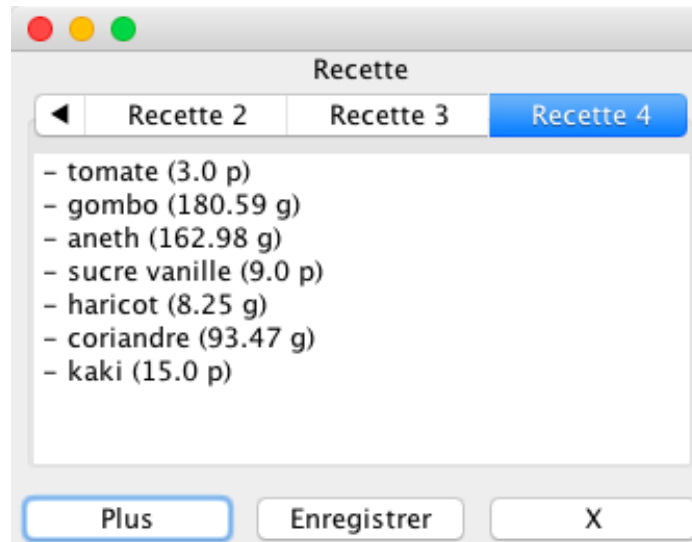 Recette
◀ Recette 2 Recette 3 Recette 4
– tomate (3.0 p)
– gombo (180.59 g)
– aneth (162.98 g)
– sucre vanille (9.0 p)
– haricot (8.25 g)
– coriandre (93.47 g)
– kaki (15.0 p)
Plus Enregistrer X